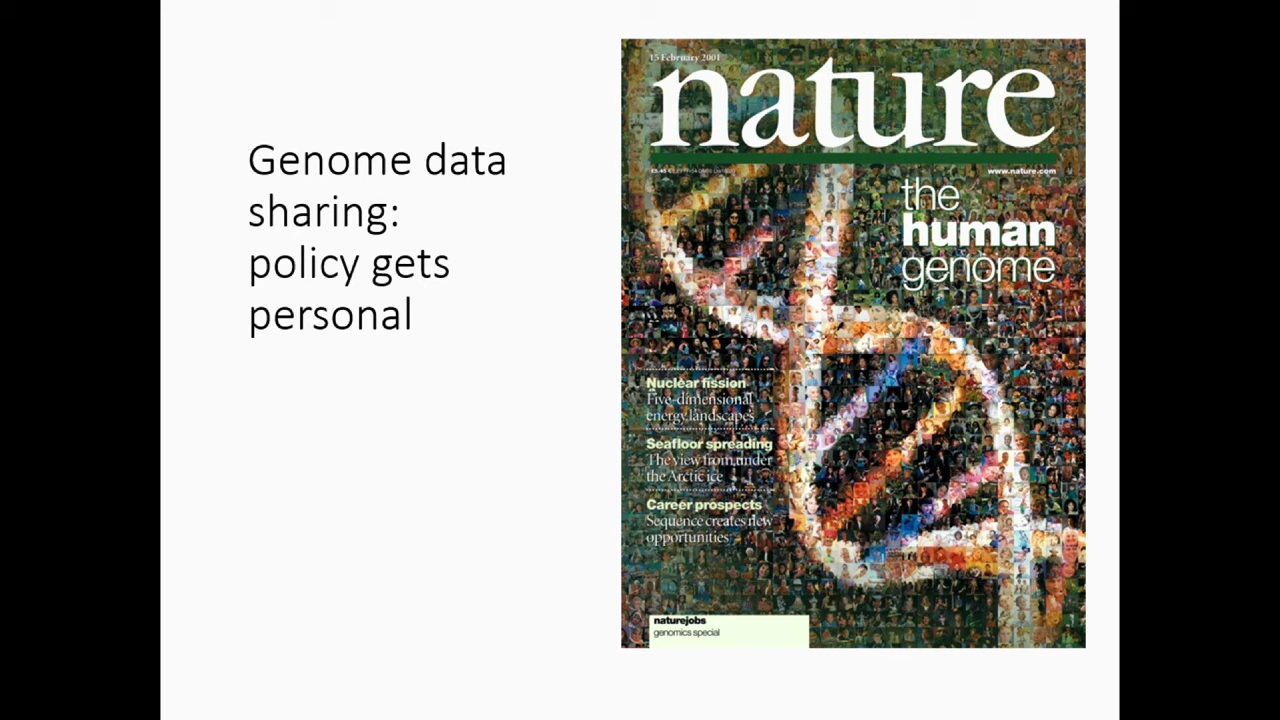 Genome data
sharing:
policy gets
personal
15 February 2001
nature
www.nature.com
the
human
genome
Nuclear fission
Five-dimensional
energy landscapes
Seafloor spreading
The view from under
the Arctic ice
Career prospects
Sequence creates new
opportunities
naturejobs
genomics special